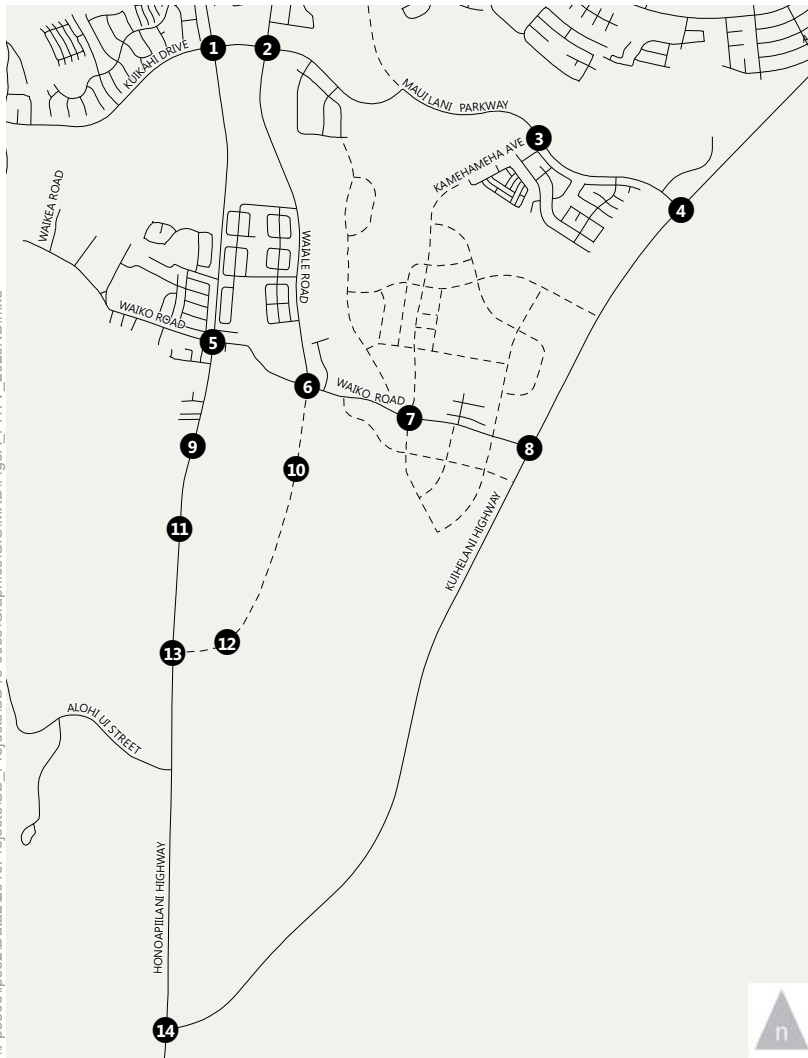 1
2
KUIKAHI DRIVE
MAUI LANI PARKWAY
3
KAMEHAMEHA AVE
4
WAIKEA ROAD
WAIALE ROAD
WAIKO ROAD
5
6
WAIKO ROAD
7
8
9
10
11
KUIHELANI HIGHWAY
12
13
ALOHI UI STREET
HONOAPIILANI HIGHWAY
14
n